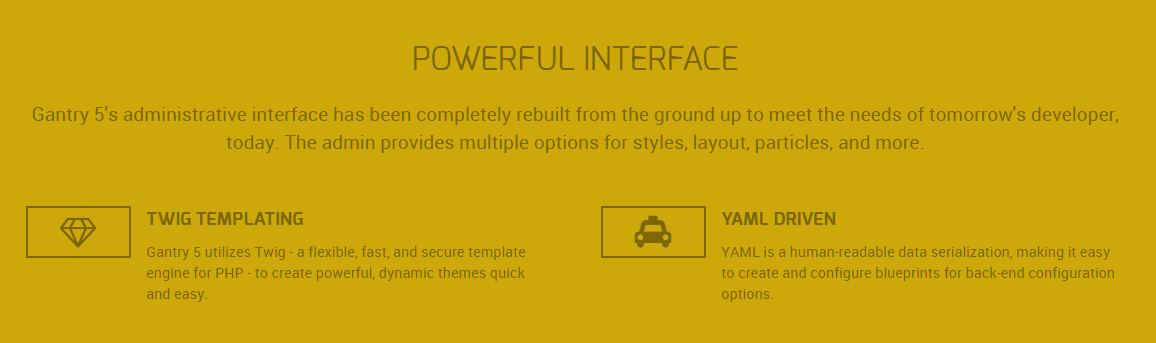 POWERFUL INTERFACE
Gantry 5's administrative interface has been completely rebuilt from the ground up to meet the needs of tomorrow's developer,
today. The admin provides multiple options for styles, layout, particles, and more.
TWIG TEMPLATING
Gantry 5 utilizes Twig - a flexible, fast, and secure template
engine for PHP - to create powerful, dynamic themes quick
and easy.
YAML DRIVEN
YAML is a human-readable data serialization, making it easy
to create and configure blueprints for back-end configuration
options.